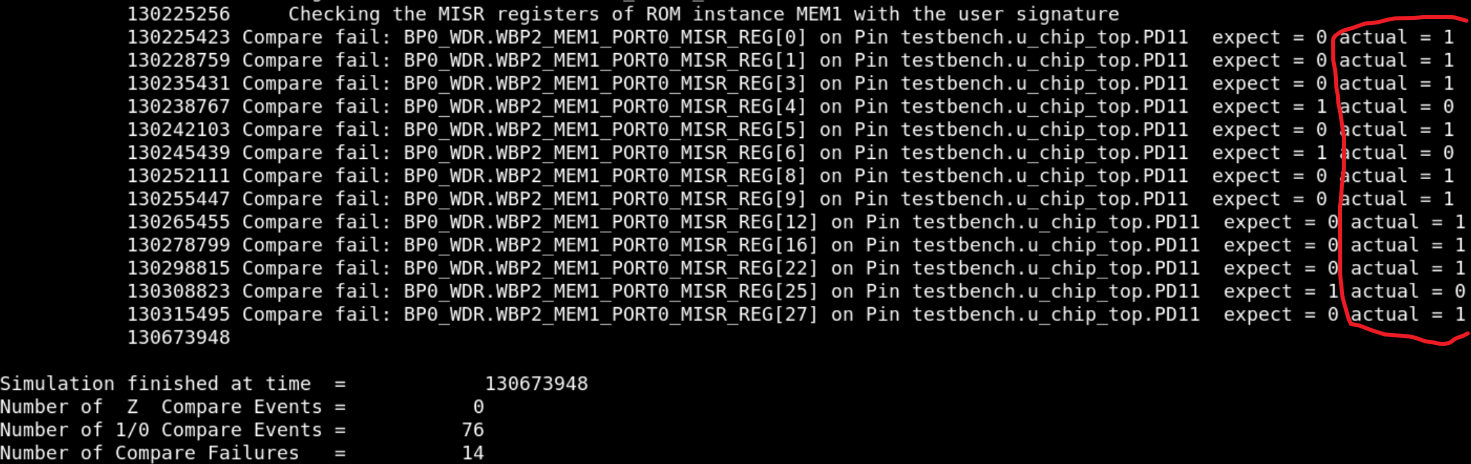 130225256     Checking the MISR registers of ROM instance MEM1 with the user signature
130225423 Compare fail: BP0_WDR.WBP2_MEM1_PORT0_MISR_REG[0] on Pin testbench.u_chip_top.PD11  expect = 0 actual = 1
130228759 Compare fail: BP0_WDR.WBP2_MEM1_PORT0_MISR_REG[1] on Pin testbench.u_chip_top.PD11  expect = 0 actual = 1
130235431 Compare fail: BP0_WDR.WBP2_MEM1_PORT0_MISR_REG[3] on Pin testbench.u_chip_top.PD11  expect = 0 actual = 1
130238767 Compare fail: BP0_WDR.WBP2_MEM1_PORT0_MISR_REG[4] on Pin testbench.u_chip_top.PD11  expect = 1 actual = 0
130242103 Compare fail: BP0_WDR.WBP2_MEM1_PORT0_MISR_REG[5] on Pin testbench.u_chip_top.PD11  expect = 0 actual = 1
130245439 Compare fail: BP0_WDR.WBP2_MEM1_PORT0_MISR_REG[6] on Pin testbench.u_chip_top.PD11  expect = 1 actual = 0
130252111 Compare fail: BP0_WDR.WBP2_MEM1_PORT0_MISR_REG[8] on Pin testbench.u_chip_top.PD11  expect = 0 actual = 1
130255447 Compare fail: BP0_WDR.WBP2_MEM1_PORT0_MISR_REG[9] on Pin testbench.u_chip_top.PD11  expect = 0 actual = 1
130265455 Compare fail: BP0_WDR.WBP2_MEM1_PORT0_MISR_REG[12] on Pin testbench.u_chip_top.PD11  expect = 0 actual = 1
130278799 Compare fail: BP0_WDR.WBP2_MEM1_PORT0_MISR_REG[16] on Pin testbench.u_chip_top.PD11  expect = 0 actual = 1
130298815 Compare fail: BP0_WDR.WBP2_MEM1_PORT0_MISR_REG[22] on Pin testbench.u_chip_top.PD11  expect = 0 actual = 1
130308823 Compare fail: BP0_WDR.WBP2_MEM1_PORT0_MISR_REG[25] on Pin testbench.u_chip_top.PD11  expect = 1 actual = 0
130315495 Compare fail: BP0_WDR.WBP2_MEM1_PORT0_MISR_REG[27] on Pin testbench.u_chip_top.PD11  expect = 0 actual = 1
130673948
Simulation finished at time  =             130673948
Number of  Z  Compare Events =            0
Number of 1/0 Compare Events =           76
Number of Compare Failures   =           14